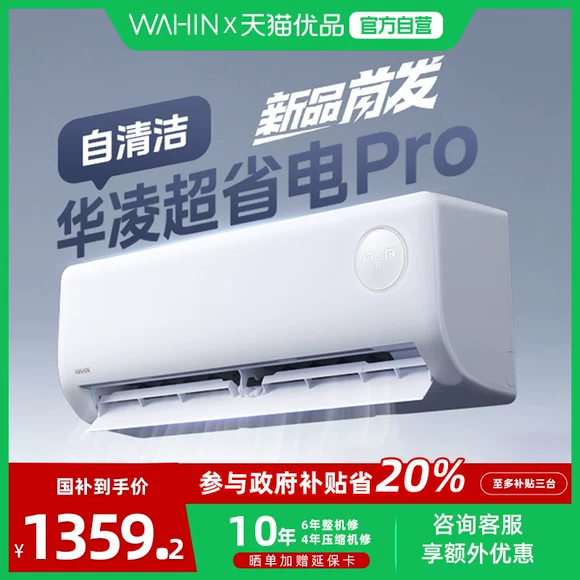 WAHIN X 天猫优品 官方自营
新品首发
自清洁
华凌超省电Pro
WAHIN
国补到手价
参与政府补贴省20%
至多补贴三台
¥1359.2
10年 6年整机修
4年压缩机修
晒单加赠延保卡
咨询客服
享额外优惠